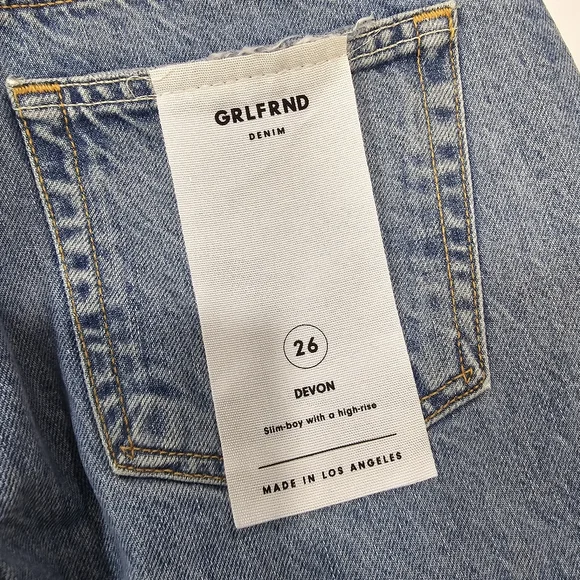 GRLFRND
DENIM
26
DEVON
Slim-boy with a high-rise
MADE IN LOS ANGELES